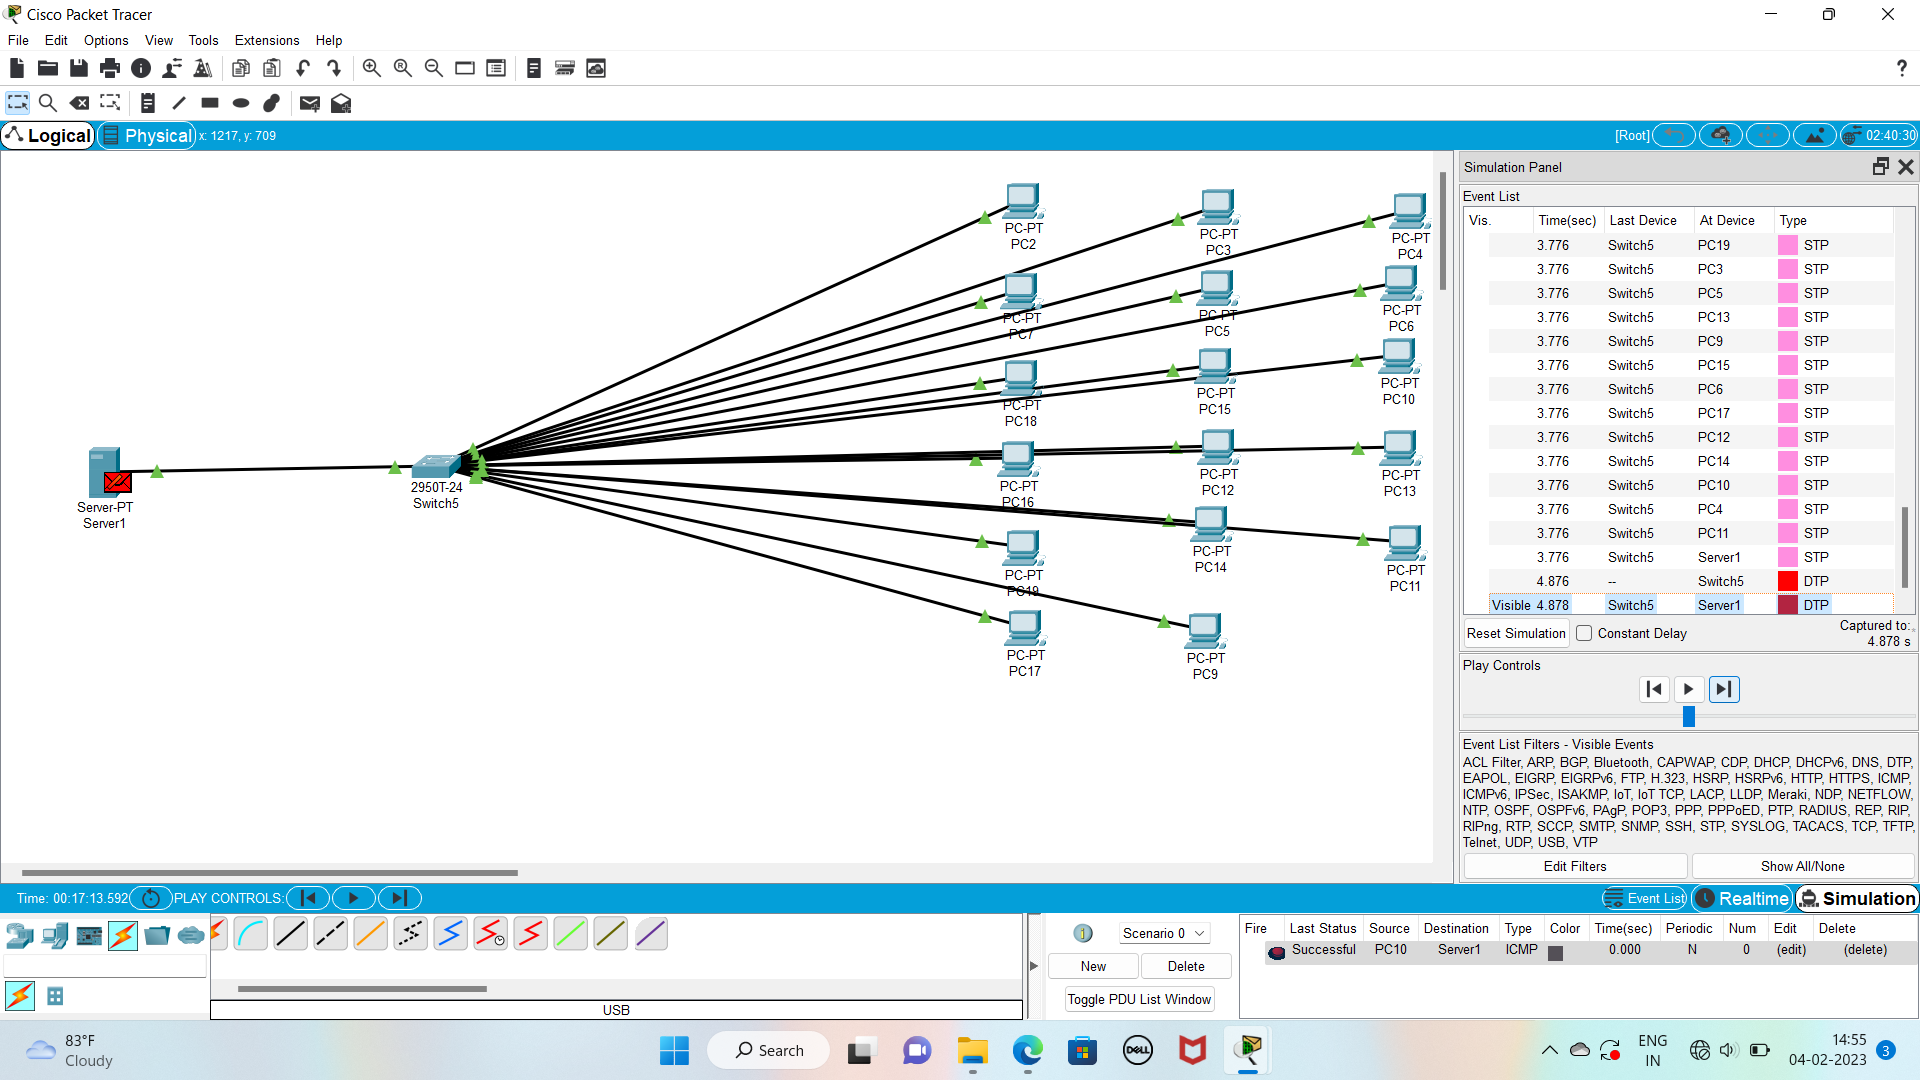 Cisco Packet Tracer
File Edit Options View Tools Extensions Help
Logical Physical x: 1217, y: 709 [Root] 02:40:30
PC-PT
PC2
PC-PT
PC3
PC-PT
PC4
PC-PT
PC7
PC-PT
PC5
PC-PT
PC6
PC-PT
PC18
PC-PT
PC15
PC-PT
PC10
PC-PT
PC16
PC-PT
PC12
PC-PT
PC13
PC-PT
PC19
PC-PT
PC14
PC-PT
PC11
PC-PT
PC17
PC-PT
PC9
Server-PT
Server1
2950T-24
Switch5
Simulation Panel
Event List
Vis. Time(sec) Last Device At Device Type
3.776 Switch5 PC19 STP
3.776 Switch5 PC3 STP
3.776 Switch5 PC5 STP
3.776 Switch5 PC13 STP
3.776 Switch5 PC9 STP
3.776 Switch5 PC15 STP
3.776 Switch5 PC6 STP
3.776 Switch5 PC17 STP
3.776 Switch5 PC12 STP
3.776 Switch5 PC14 STP
3.776 Switch5 PC10 STP
3.776 Switch5 PC4 STP
3.776 Switch5 PC11 STP
3.776 Switch5 Server1 STP
4.876 -- Switch5 DTP
Visible 4.878 Switch5 Server1 DTP
Reset Simulation Constant Delay Captured to:
4.878 s
Play Controls
Event List Filters - Visible Events
ACL Filter, ARP, BGP, Bluetooth, CAPWAP, CDP, DHCP, DHCPv6, DNS, DTP,
EAPOL, EIGRP, EIGRPv6, FTP, H.323, HSRP, HSRPv6, HTTP, HTTPS, ICMP,
ICMPv6, IPSec, ISAKMP, IoT, IoT TCP, LACP, LLDP, Meraki, NDP, NETFLOW,
NTP, OSPF, OSPFv6, PAgP, POP3, PPP, PPPoED, PTP, RADIUS, REP, RIP,
RIPng, RTP, SCCP, SMTP, SNMP, SSH, STP, SYSLOG, TACACS, TCP, TFTP,
Telnet, UDP, USB, VTP
Edit Filters Show All/None
Time: 00:17:13.592 PLAY CONTROLS: Event List Realtime Simulation
USB
1 Scenario 0
New Delete
Toggle PDU List Window
Fire Last Status Source Destination Type Color Time(sec) Periodic Num Edit Delete
Successful PC10 Server1 ICMP 0.000 N 0 (edit) (delete)
83°F
Cloudy
Search
DELL
ENG
IN
14:55
04-02-2023
3